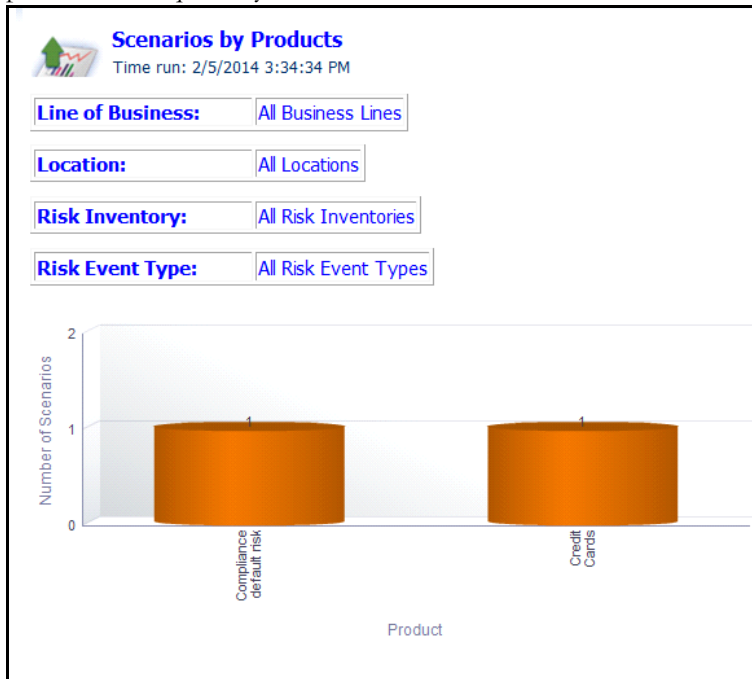 Scenarios by Products
Time run: 2/5/2014 3:34:34 PM
Line of Business: All Business Lines
Location: All Locations
Risk Inventory: All Risk Inventories
Risk Event Type: All Risk Event Types
2
1
0
Number of Scenarios
1
1
Compliance
default risk
Credit
Cards
Product